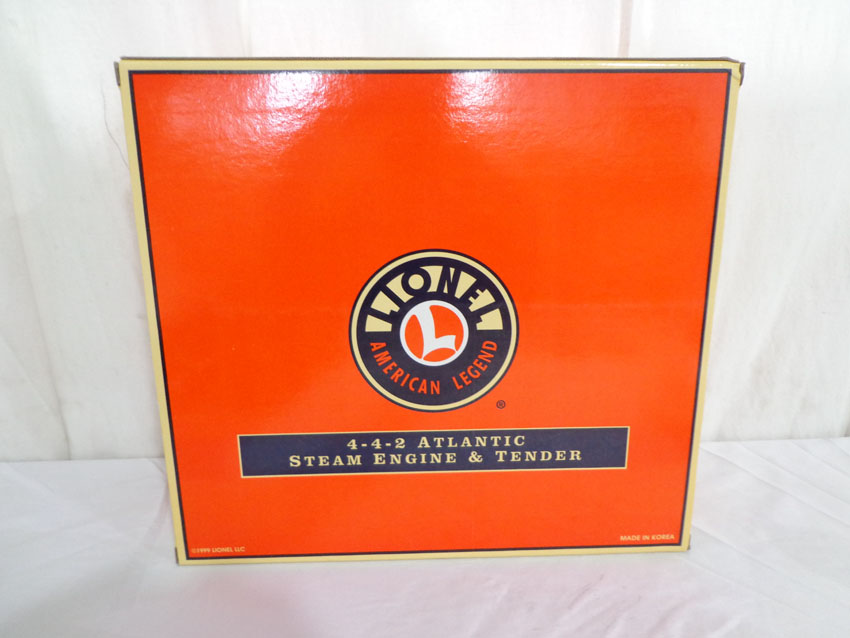 LIONEL
L
AMERICAN LEGEND
®
4-4-2 ATLANTIC
STEAM ENGINE & TENDER
©1999 LIONEL LLC
MADE IN KOREA